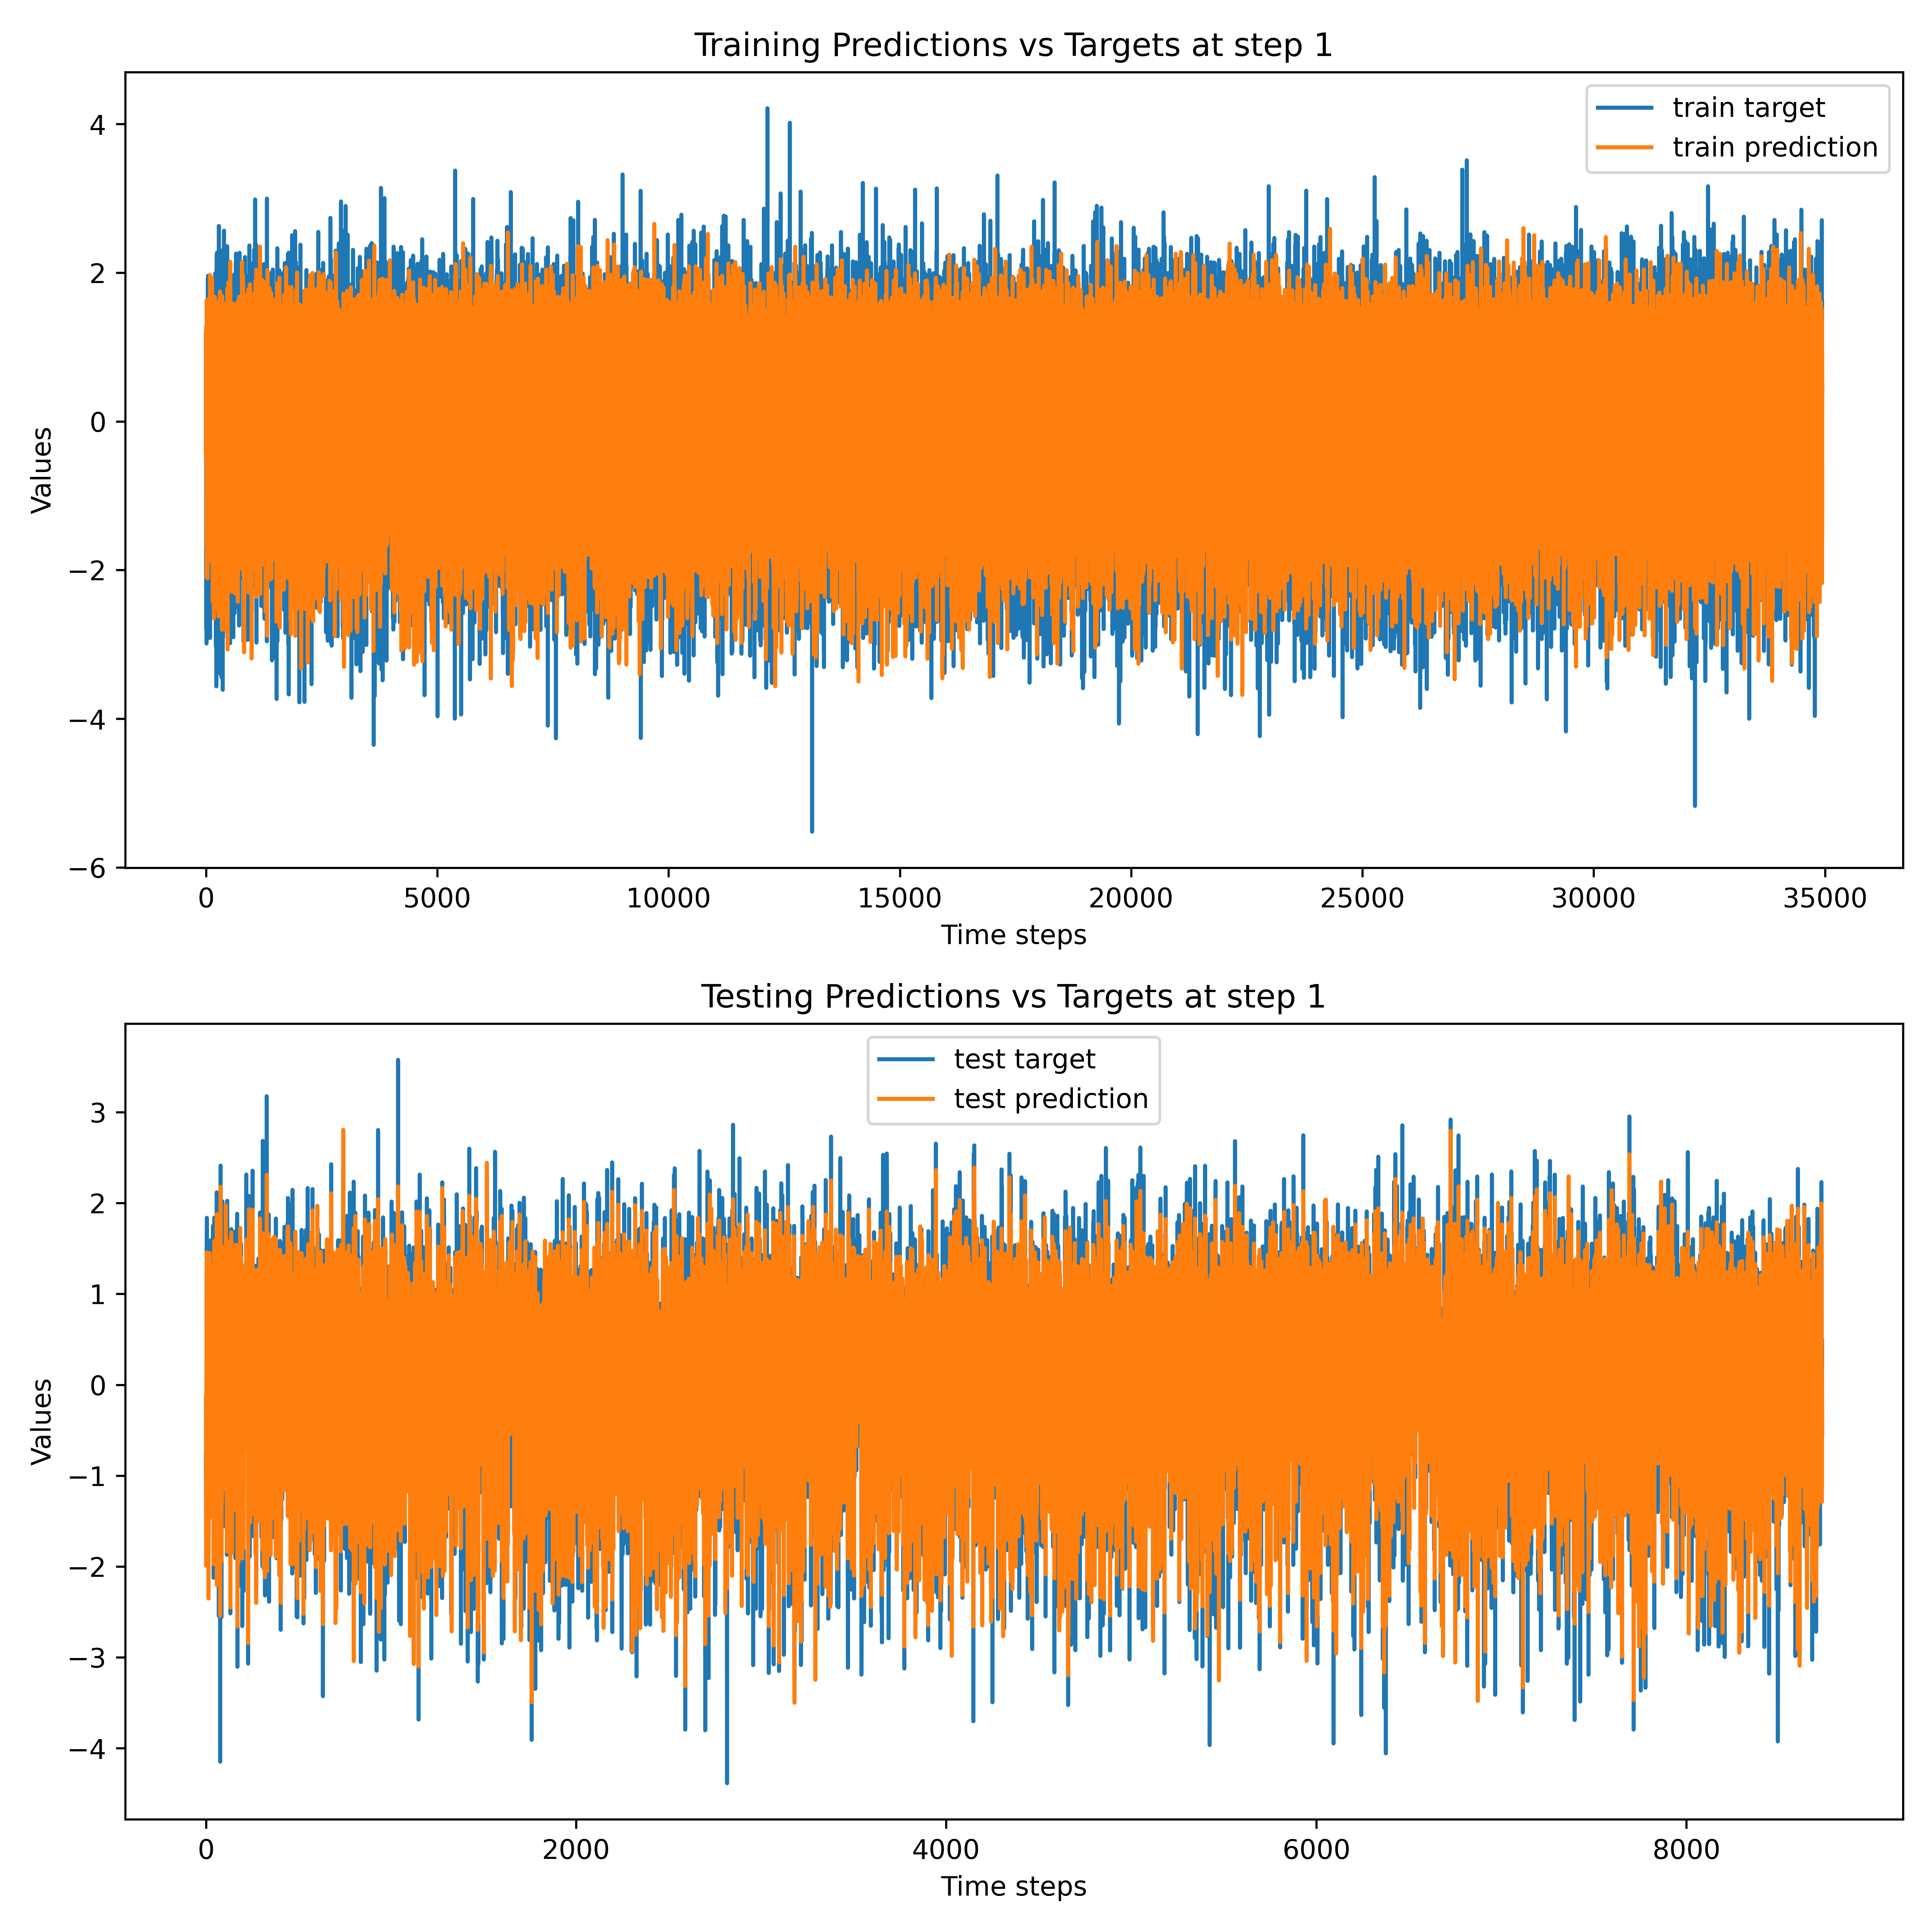 Training Predictions vs Targets at step 1
train target
train prediction
4
2
0
−2
−4
−6
Values
0 5000 10000 15000 20000 25000 30000 35000
Time steps
Testing Predictions vs Targets at step 1
test target
test prediction
3
2
1
0
−1
−2
−3
−4
Values
0 2000 4000 6000 8000
Time steps